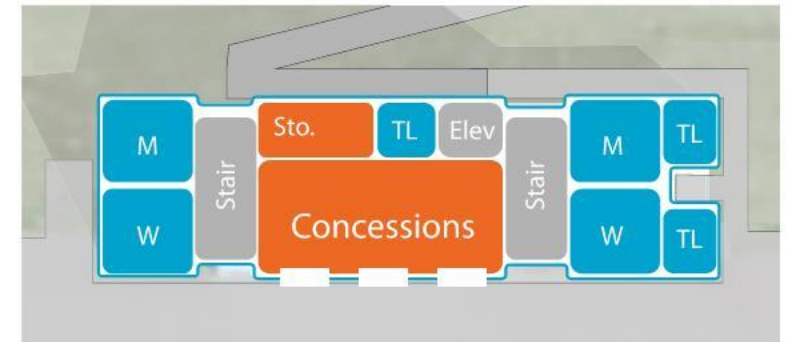 M
W
Stair
Sto.
TL
Elev
Concessions
Stair
M
TL
W
TL